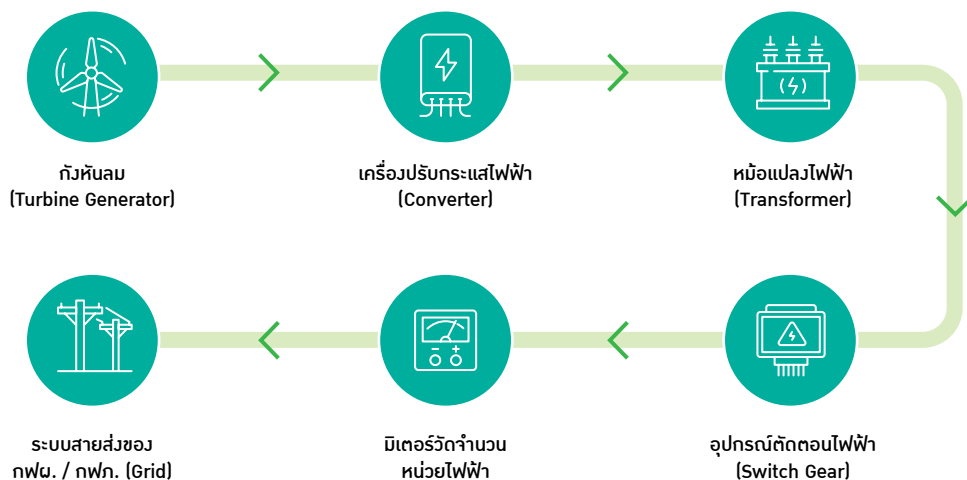 กังหันลม
(Turbine Generator)
เครื่องปรับกระแสไฟฟ้า
(Converter)
หม้อแปลงไฟฟ้า
(Transformer)
อุปกรณ์ตัดตอนไฟฟ้า
(Switch Gear)
มิเตอร์วัดจำนวน
หน่วยไฟฟ้า
ระบบสายส่งของ
กฟผ. / กฟภ. (Grid)